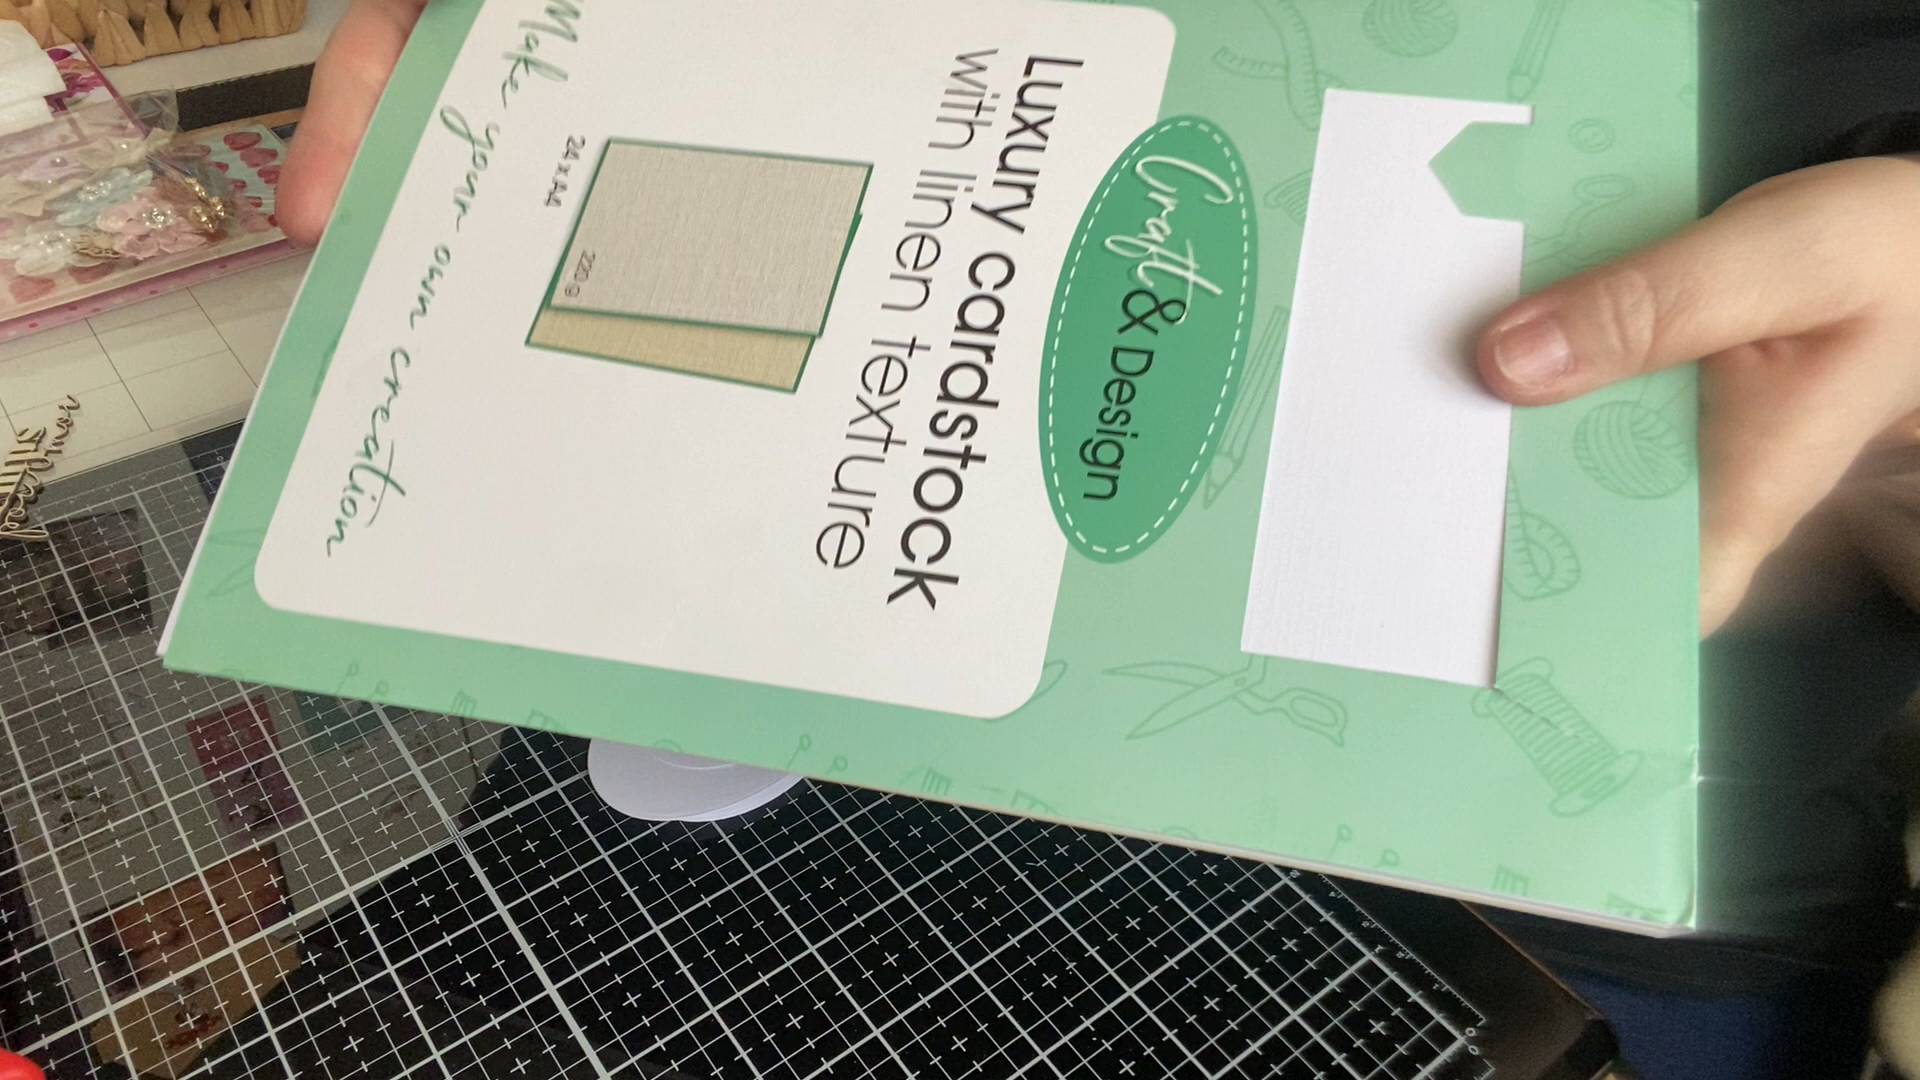 Craft & Design
Luxury cardstock
with linen texture
220 g
24xA4
Make your own creation